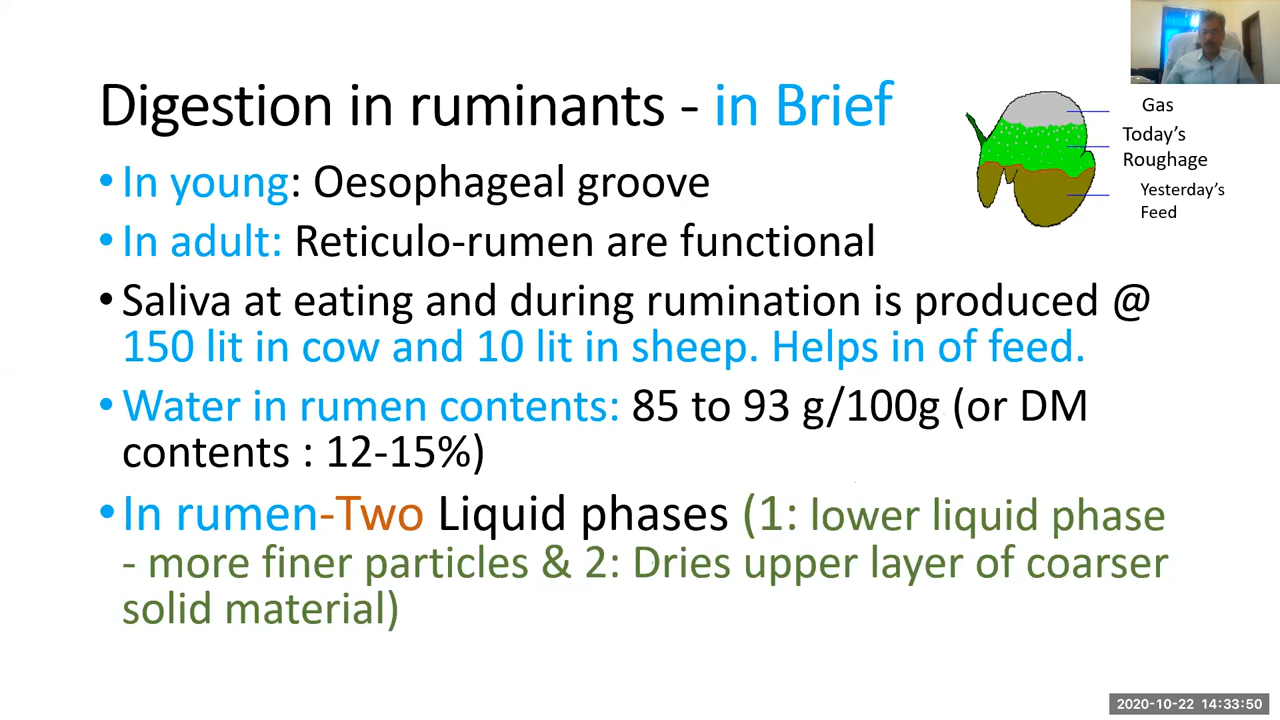 Digestion in ruminants - in Brief
• In young: Oesophageal groove
• In adult: Reticulo-rumen are functional
• Saliva at eating and during rumination is produced @
150 lit in cow and 10 lit in sheep. Helps in of feed.
• Water in rumen contents: 85 to 93 g/100g (or DM
contents : 12-15%)
• In rumen-Two Liquid phases (1: lower liquid phase
- more finer particles & 2: Dries upper layer of coarser
solid material)
Gas
Today's
Roughage
Yesterday's
Feed
2020-10-22 14:33:50